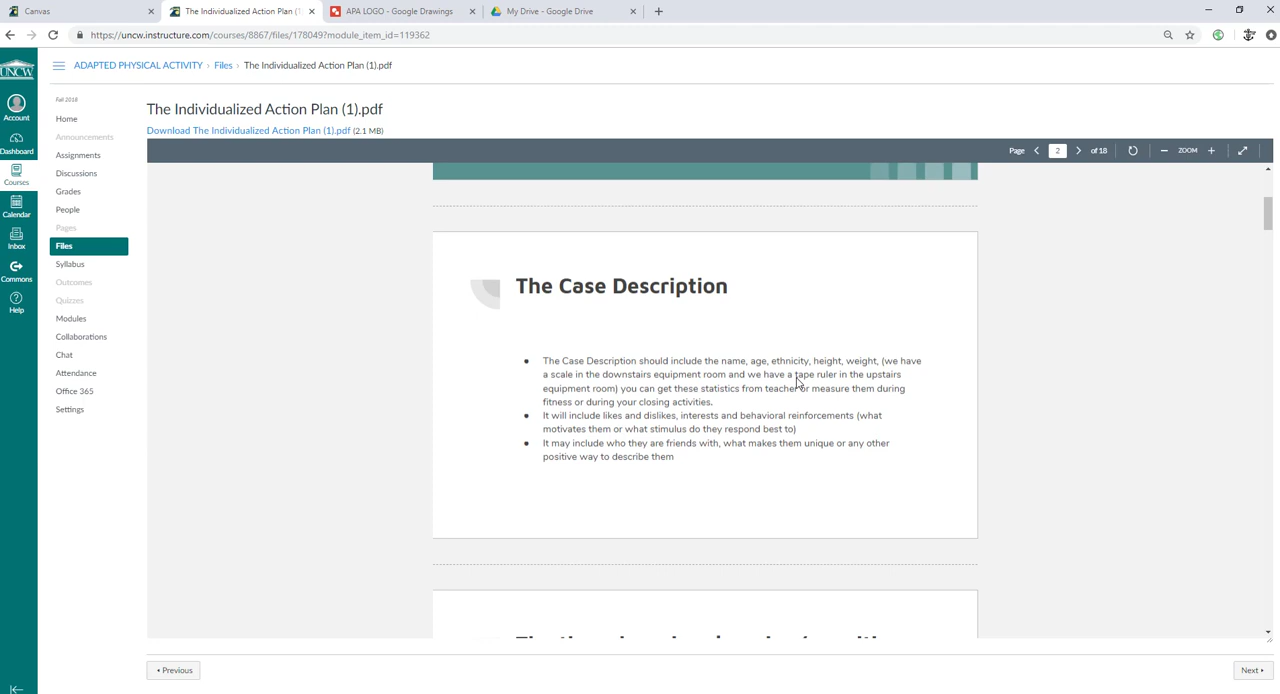 Canvas
The Individualized Action Plan (1
APA LOGO - Google Drawings
My Drive - Google Drive
https://uncw.instructure.com/courses/8867/files/178049?module_item_id=119362
UNCW
Account
Dashboard
Courses
Calendar
Inbox
Commons
Help
ADAPTED PHYSICAL ACTIVITY › Files › The Individualized Action Plan (1).pdf
Fall 2018
Home
Announcements
Assignments
Discussions
Grades
People
Pages
Files
Syllabus
Outcomes
Quizzes
Modules
Collaborations
Chat
Attendance
Office 365
Settings
The Individualized Action Plan (1).pdf
Download The Individualized Action Plan (1).pdf (2.1 MB)
Page 2 of 18 ZOOM
The Case Description
The Case Description should include the name, age, ethnicity, height, weight, (we have
a scale in the downstairs equipment room and we have a tape ruler in the upstairs
equipment room) you can get these statistics from teacher or measure them during
fitness or during your closing activities.
It will include likes and dislikes, interests and behavioral reinforcements (what
motivates them or what stimulus do they respond best to)
It may include who they are friends with, what makes them unique or any other
positive way to describe them
Previous
Next